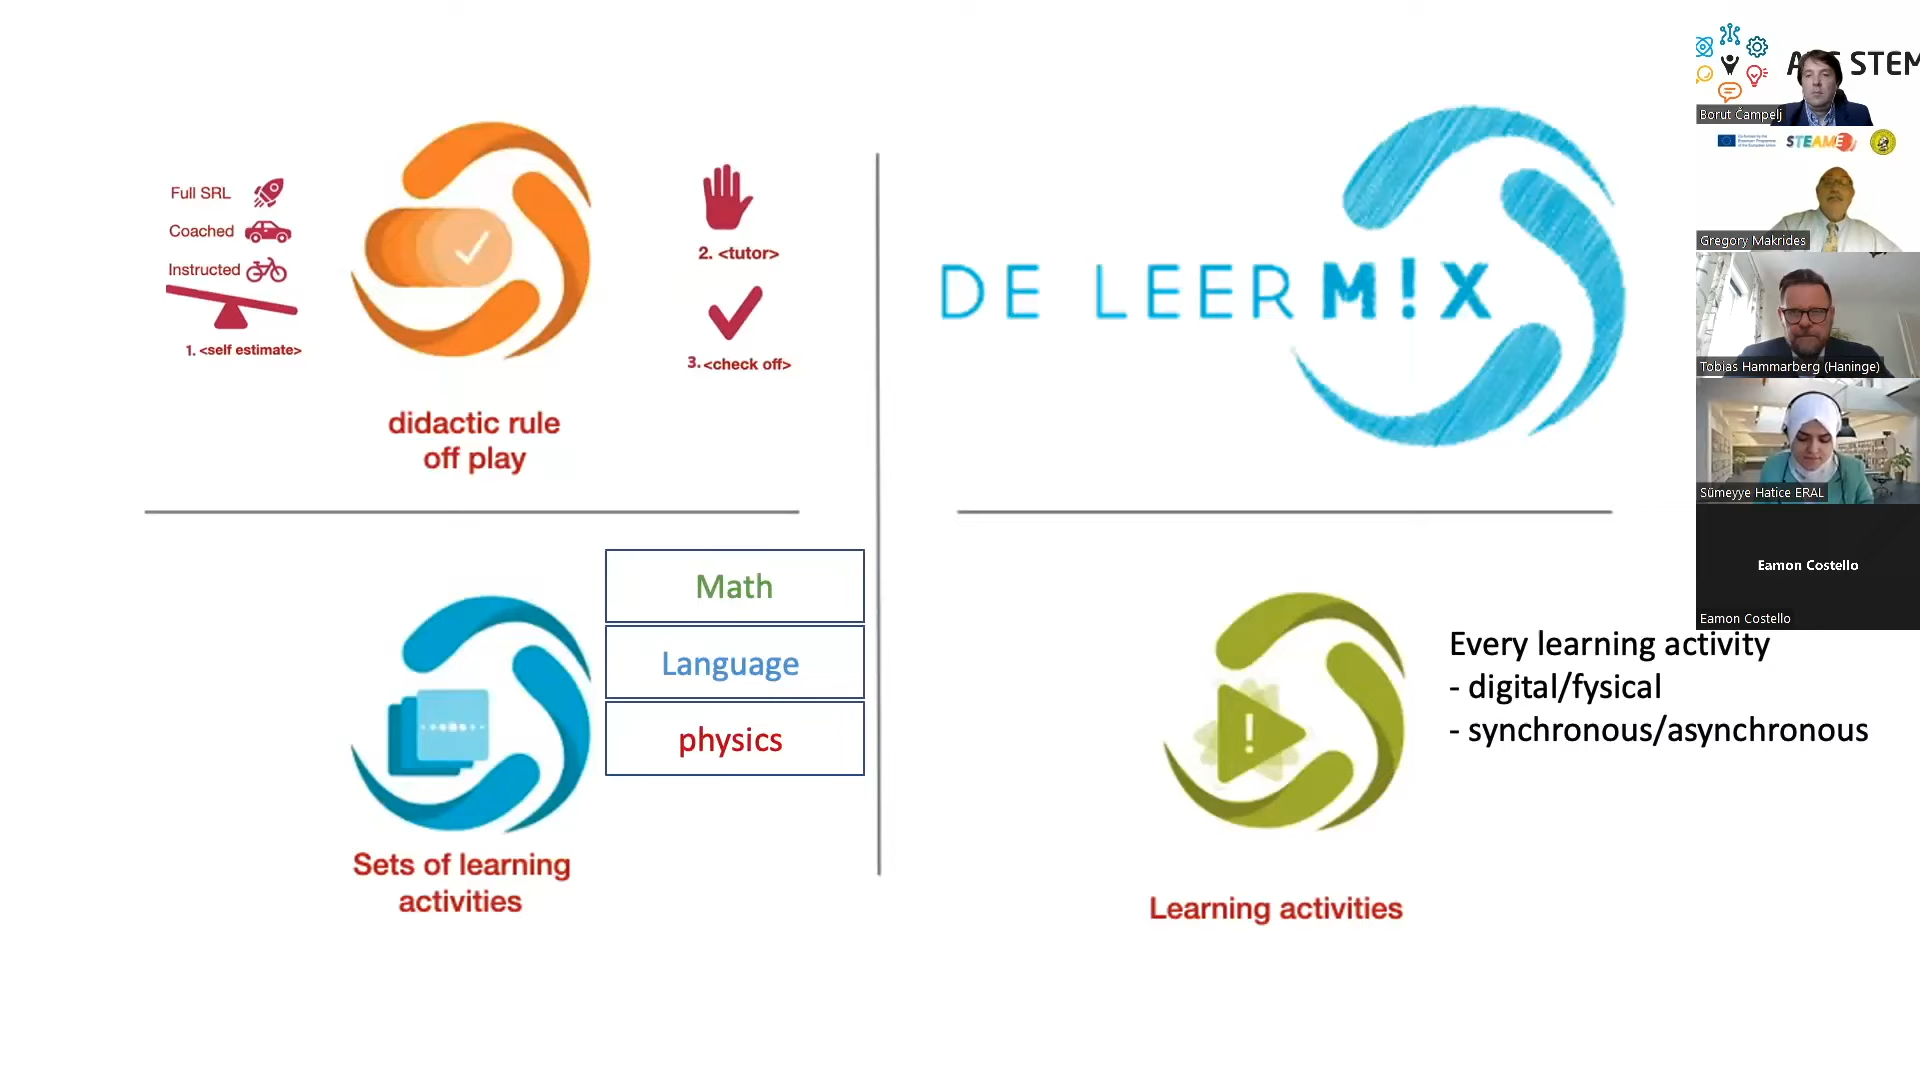 Full SRL
Coached
Instructed
1. <self estimate>
2. <tutor>
3. <check off>
didactic rule
off play
DE LEER M!X
Math
Language
physics
Sets of learning
activities
!
Learning activities
Every learning activity
- digital/fysical
- synchronous/asynchronous
STEM
Borut Čampelj
STEAME
Gregory Makrides
Tobias Hammarberg (Haninge)
Sümeyye Hatice ERAL
Eamon Costello
Eamon Costello